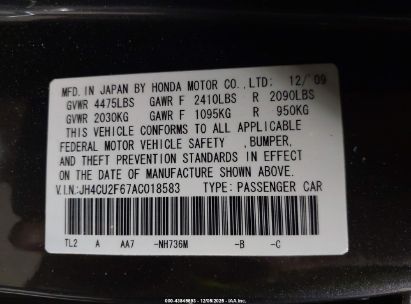 MFD. IN JAPAN BY HONDA MOTOR CO., LTD: 12/'09
GVWR 4475LBS GAWR F 2410LBS R 2090LBS
GVWR 2030KG GAWR F 1095KG R 950KG
THIS VEHICLE CONFORMS TO ALL APPLICABLE
FEDERAL MOTOR VEHICLE SAFETY , BUMPER,
AND THEFT PREVENTION STANDARDS IN EFFECT
ON THE DATE OF MANUFACTURE SHOWN ABOVE.
V.I.N:JH4CU2F67AC018583 TYPE: PASSENGER CAR
TL2 A AA7 -NH736M -B -C